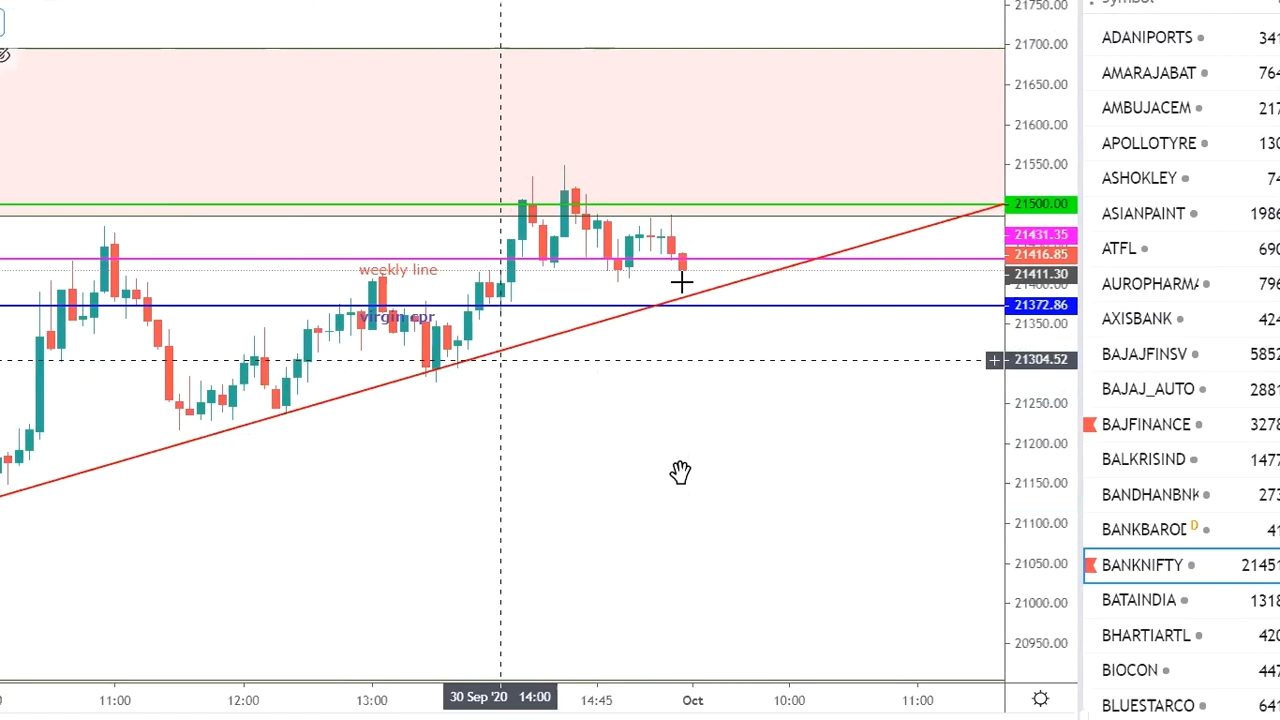 21750.00
21700.00
21650.00
21600.00
21550.00
21500.00
21431.35
21416.85
21411.30
21372.86
21350.00
21304.52
21250.00
21200.00
21150.00
21100.00
21050.00
21000.00
20950.00
weekly line
virgin cpr
11:00
12:00
13:00
30 Sep '20 14:00
14:45
Oct
10:00
11:00
ADANIPORTS 341
AMARAJABAT 764
AMBUJACEM 217
APOLLOTYRE 130
ASHOKLEY 74
ASIANPAINT 1986
ATFL 690
AUROPHARMA 796
AXISBANK 424
BAJAJFINSV 5852
BAJAJ_AUTO 2881
BAJFINANCE 3278
BALKRISIND 1477
BANDHANBNK 273
BANKBAROD D 41
BANKNIFTY 21451
BATAINDIA 1318
BHARTIARTL 420
BIOCON 447
BLUESTARCO 641